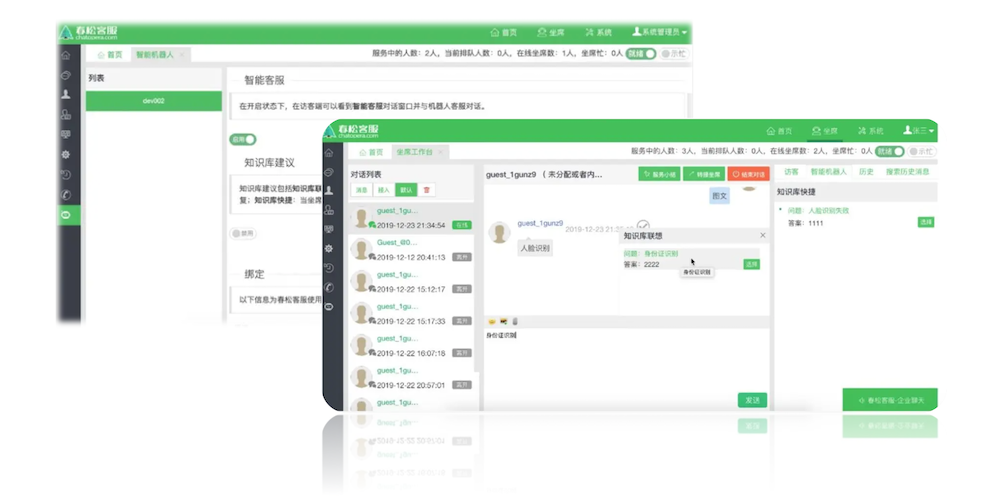 春松客服
chatopera.com
首页 坐席 系统 系统管理员
首页 智能机器人 ×
服务中的人数：2人，当前排队人数：0人，在线坐席数：1人，坐席忙：0人 就绪 示忙
列表
dev002
智能客服
在开启状态下，在访客端可以看到智能客服对话窗口并与机器人客服对话。
启用
知识库建议
知识库建议包括知识库联
复；知识库快捷：当坐席
禁用
绑定
以下信息为春松客服使用
春松客服
chatopera.com
首页 坐席 系统 张三
首页 坐席工作台 ×
服务中的人数：3人，当前排队人数：0人，在线坐席数：2人，坐席忙：0人 就绪 示忙
对话列表
消息 接入 默认
guest_1gu...
2019-12-23 21:34:54 在线
Guest_@0...
2019-12-12 20:41:13 离开
guest_1gu...
2019-12-22 15:12:17 离开
guest_1gu...
2019-12-22 15:17:33 离开
guest_1gu...
2019-12-22 16:07:18 离开
guest_1gu...
2019-12-22 20:57:01 离开
guest_1gu...
guest_1gunz9 （ 未分配或者内...
服务小结 转接坐席 结束对话
图文
guest_1gunz9
人脸识别
知识库联想 ×
问题： 身份证识别
答案： 2222 选择
身份证识别
身份证识别
发送
访客 智能机器人 历史 搜索历史消息
知识库快捷
问题： 人脸识别失败
答案： 1111 选择
春松客服-企业聊天